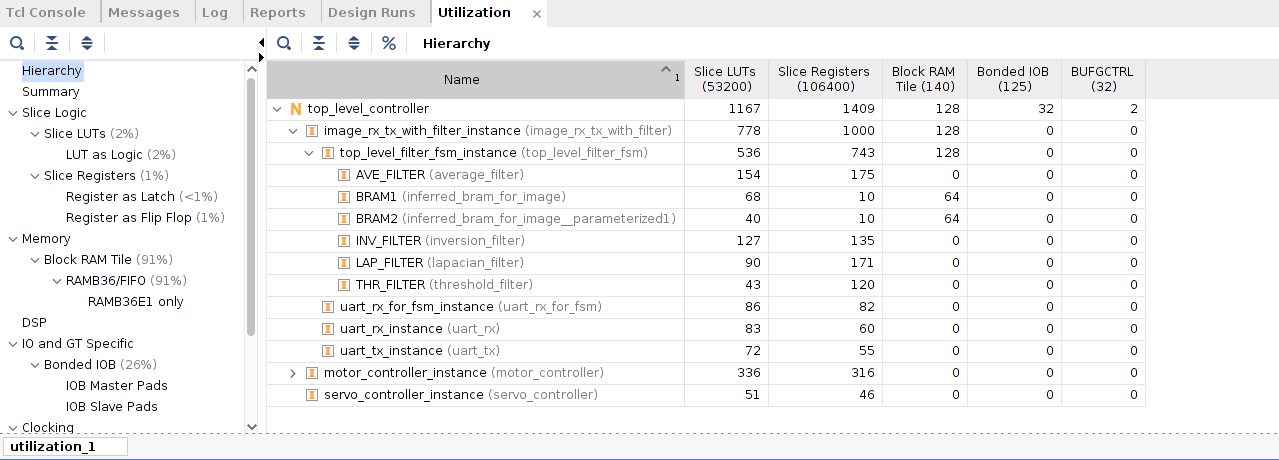 Tcl Console Messages Log Reports Design Runs Utilization ×
Hierarchy
Hierarchy
Summary
Slice Logic
Slice LUTs (2%)
LUT as Logic (2%)
Slice Registers (1%)
Register as Latch (<1%)
Register as Flip Flop (1%)
Memory
Block RAM Tile (91%)
RAMB36/FIFO (91%)
RAMB36E1 only
DSP
IO and GT Specific
Bonded IOB (26%)
IOB Master Pads
IOB Slave Pads
Clocking
Name 1 Slice LUTs (53200) Slice Registers (106400) Block RAM Tile (140) Bonded IOB (125) BUFGCTRL (32)
N top_level_controller 1167 1409 128 32 2
I image_rx_tx_with_filter_instance (image_rx_tx_with_filter) 778 1000 128 0 0
I top_level_filter_fsm_instance (top_level_filter_fsm) 536 743 128 0 0
I AVE_FILTER (average_filter) 154 175 0 0 0
I BRAM1 (inferred_bram_for_image) 68 10 64 0 0
I BRAM2 (inferred_bram_for_image__parameterized1) 40 10 64 0 0
I INV_FILTER (inversion_filter) 127 135 0 0 0
I LAP_FILTER (lapacian_filter) 90 171 0 0 0
I THR_FILTER (threshold_filter) 43 120 0 0 0
I uart_rx_for_fsm_instance (uart_rx_for_fsm) 86 82 0 0 0
I uart_rx_instance (uart_rx) 83 60 0 0 0
I uart_tx_instance (uart_tx) 72 55 0 0 0
I motor_controller_instance (motor_controller) 336 316 0 0 0
I servo_controller_instance (servo_controller) 51 46 0 0 0
utilization_1